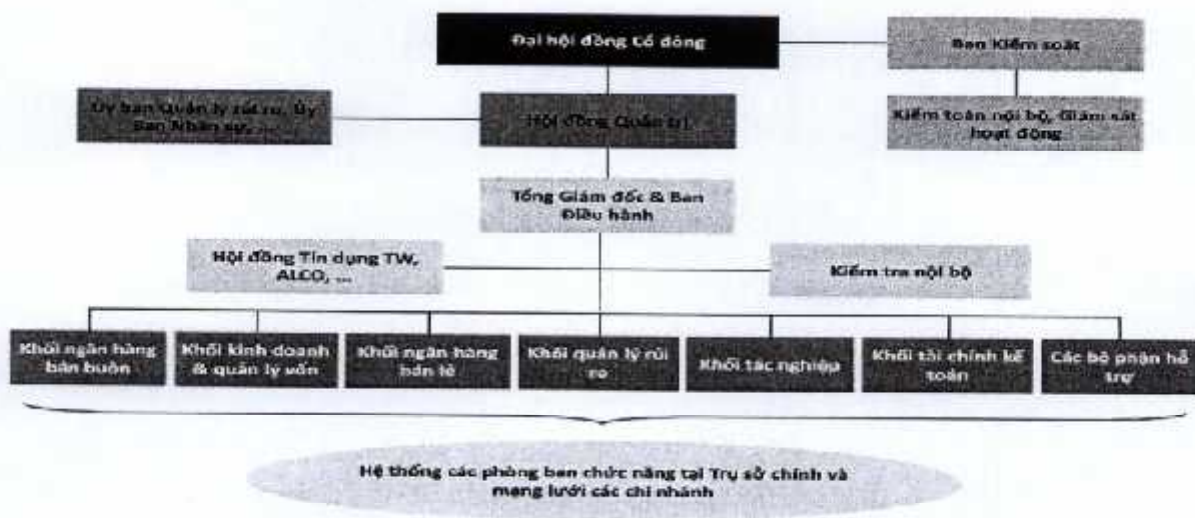 Đại hội đồng Cổ đông
Ban Kiểm soát
Ủy ban Quản lý rủi ro, Ủy
Ban Nhân sự, ...
Hội đồng Quản trị
Kiểm toán nội bộ, Giám sát
hoạt động
Tổng Giám đốc & Ban
Điều hành
Hội đồng Tín dụng TW,
ALCO, ...
Kiểm tra nội bộ
Khối ngân hàng
bán buôn
Khối kinh doanh
& quản lý vốn
Khối ngân hàng
bán lẻ
Khối quản lý rủi
ro
Khối tác nghiệp
Khối tài chính kế
toán
Các bộ phận hỗ
trợ
Hệ thống các phòng ban chức năng tại Trụ sở chính và
mạng lưới các chi nhánh